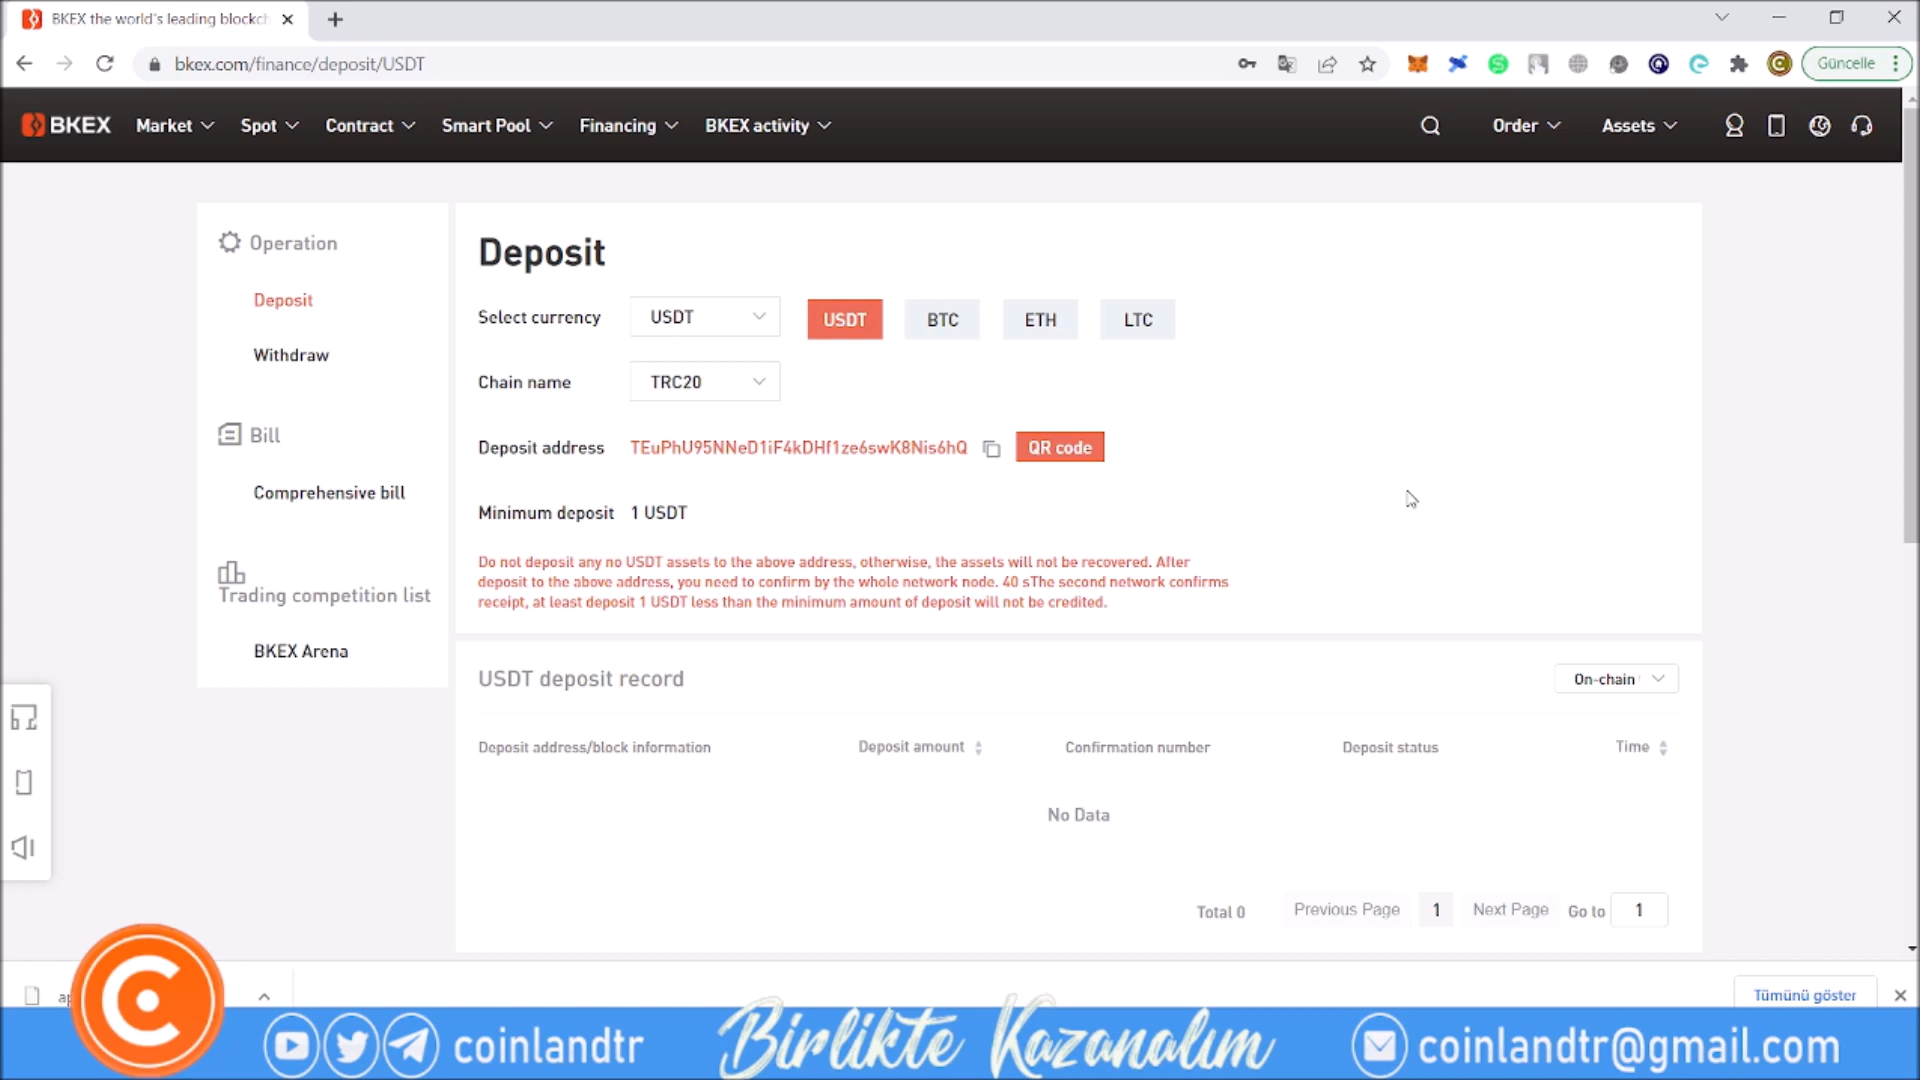 BKEX the world's leading blockch
bkex.com/finance/deposit/USDT
Güncelle
BKEX
Market
Spot
Contract
Smart Pool
Financing
BKEX activity
Order
Assets
Operation
Deposit
Withdraw
Bill
Comprehensive bill
Trading competition list
BKEX Arena
Deposit
Select currency
USDT
USDT
BTC
ETH
LTC
Chain name
TRC20
Deposit address
TEuPhU95NNeD1iF4kDHf1ze6swK8Nis6hQ
QR code
Minimum deposit
1 USDT
Do not deposit any no USDT assets to the above address, otherwise, the assets will not be recovered. After
deposit to the above address, you need to confirm by the whole network node. 40 sThe second network confirms
receipt, at least deposit 1 USDT less than the minimum amount of deposit will not be credited.
USDT deposit record
On-chain
Deposit address/block information
Deposit amount
Confirmation number
Deposit status
Time
No Data
Total 0
Previous Page
1
Next Page
Go to
1
Tümünü göster
coinlandtr
Birlikte Kazanalım
coinlandtr@gmail.com